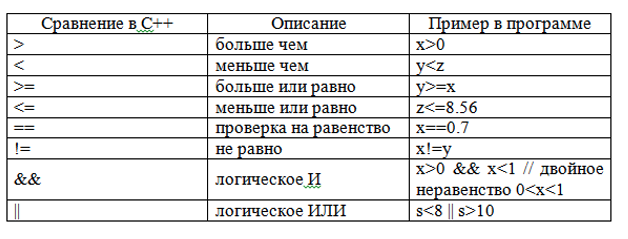 Сравнение в С++ Описание Пример в программе
> больше чем x>0
< меньше чем y<z
>= больше или равно y>=x
<= меньше или равно z<=8.56
== проверка на равенство x==0.7
!= не равно x!=y
&& логическое И x>0 && x<1 // двойное
неравенство 0<x<1
|| логическое ИЛИ s<8 || s>10